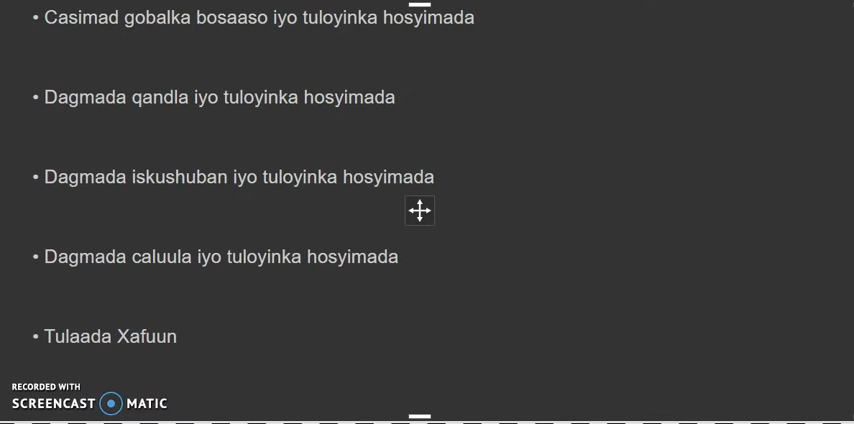 • Casimad gobalka bosaaso iyo tuloyinka hosyimada
• Dagmada qandla iyo tuloyinka hosyimada
• Dagmada iskushuban iyo tuloyinka hosyimada
• Dagmada caluula iyo tuloyinka hosyimada
• Tulaada Xafuun
RECORDED WITH
SCREENCAST MATIC